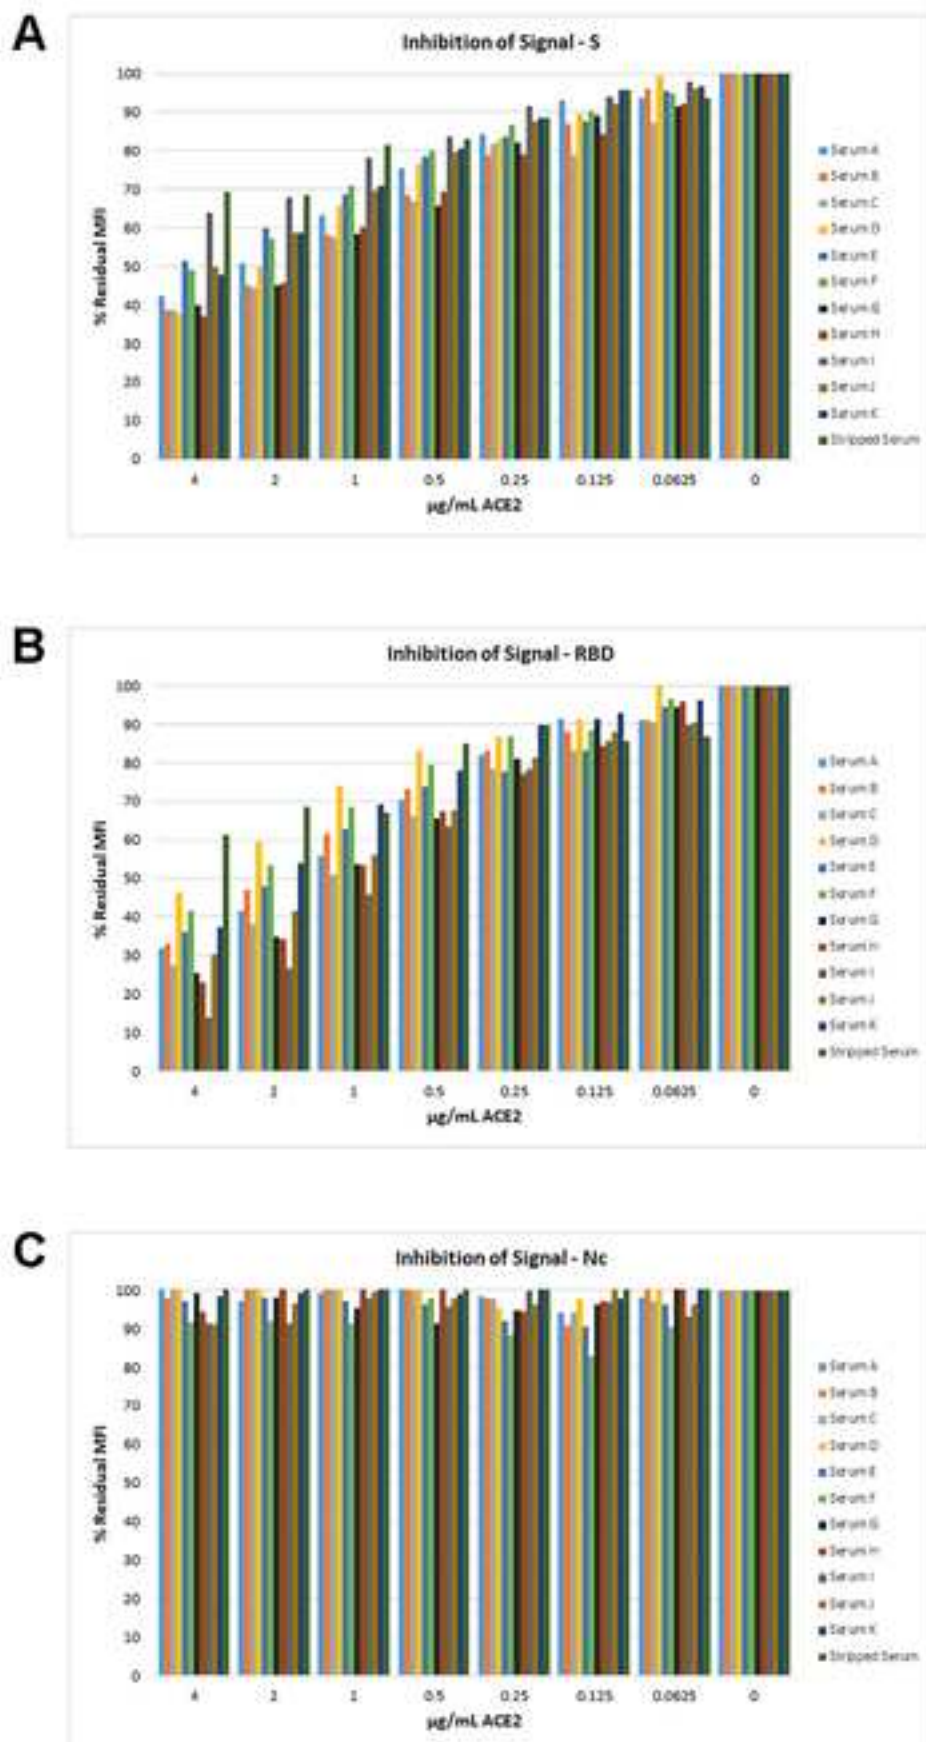 A
Inhibition of Signal - S
100
90
80
70
60
50
40
30
20
10
0
% Residual MFI
4 2 1 0.5 0.25 0.125 0.0625 0
µg/mL ACE2
Serum A
Serum B
Serum C
Serum D
Serum E
Serum F
Serum G
Serum H
Serum I
Serum J
Serum K
Stripped Serum
B
Inhibition of Signal - RBD
100
90
80
70
60
50
40
30
20
10
0
% Residual MFI
4 2 1 0.5 0.25 0.125 0.0625 0
µg/mL ACE2
Serum A
Serum B
Serum C
Serum D
Serum E
Serum F
Serum G
Serum H
Serum I
Serum J
Serum K
Stripped Serum
C
Inhibition of Signal - Nc
100
90
80
70
60
50
40
30
20
10
0
% Residual MFI
4 2 1 0.5 0.25 0.125 0.0625 0
µg/mL ACE2
Serum A
Serum B
Serum C
Serum D
Serum E
Serum F
Serum G
Serum H
Serum I
Serum J
Serum K
Stripped Serum